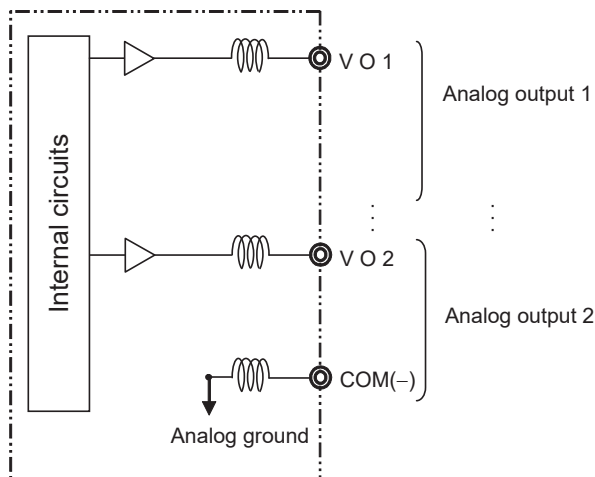 V O 1
Analog output 1
Internal circuits
V O 2
Analog output 2
COM(−)
Analog ground